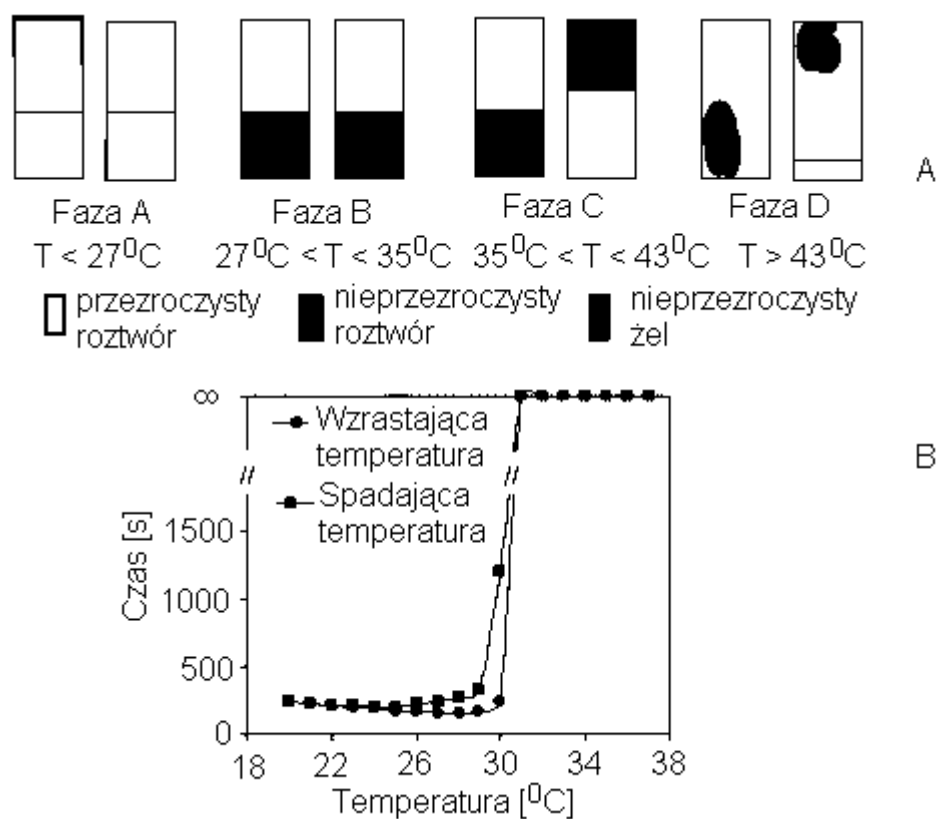 A
Faza A Faza B Faza C Faza D
T < 27⁰C 27⁰C < T < 35⁰C 35⁰C < T < 43⁰C T > 43⁰C
przezroczysty nieprzezroczysty nieprzezroczysty
roztwór roztwór żel
∞
Wzrastająca
temperatura
B
//
//
Spadająca
temperatura
1500
1000
500
0
Czas [s]
18 22 26 30 34 38
Temperatura [⁰C]